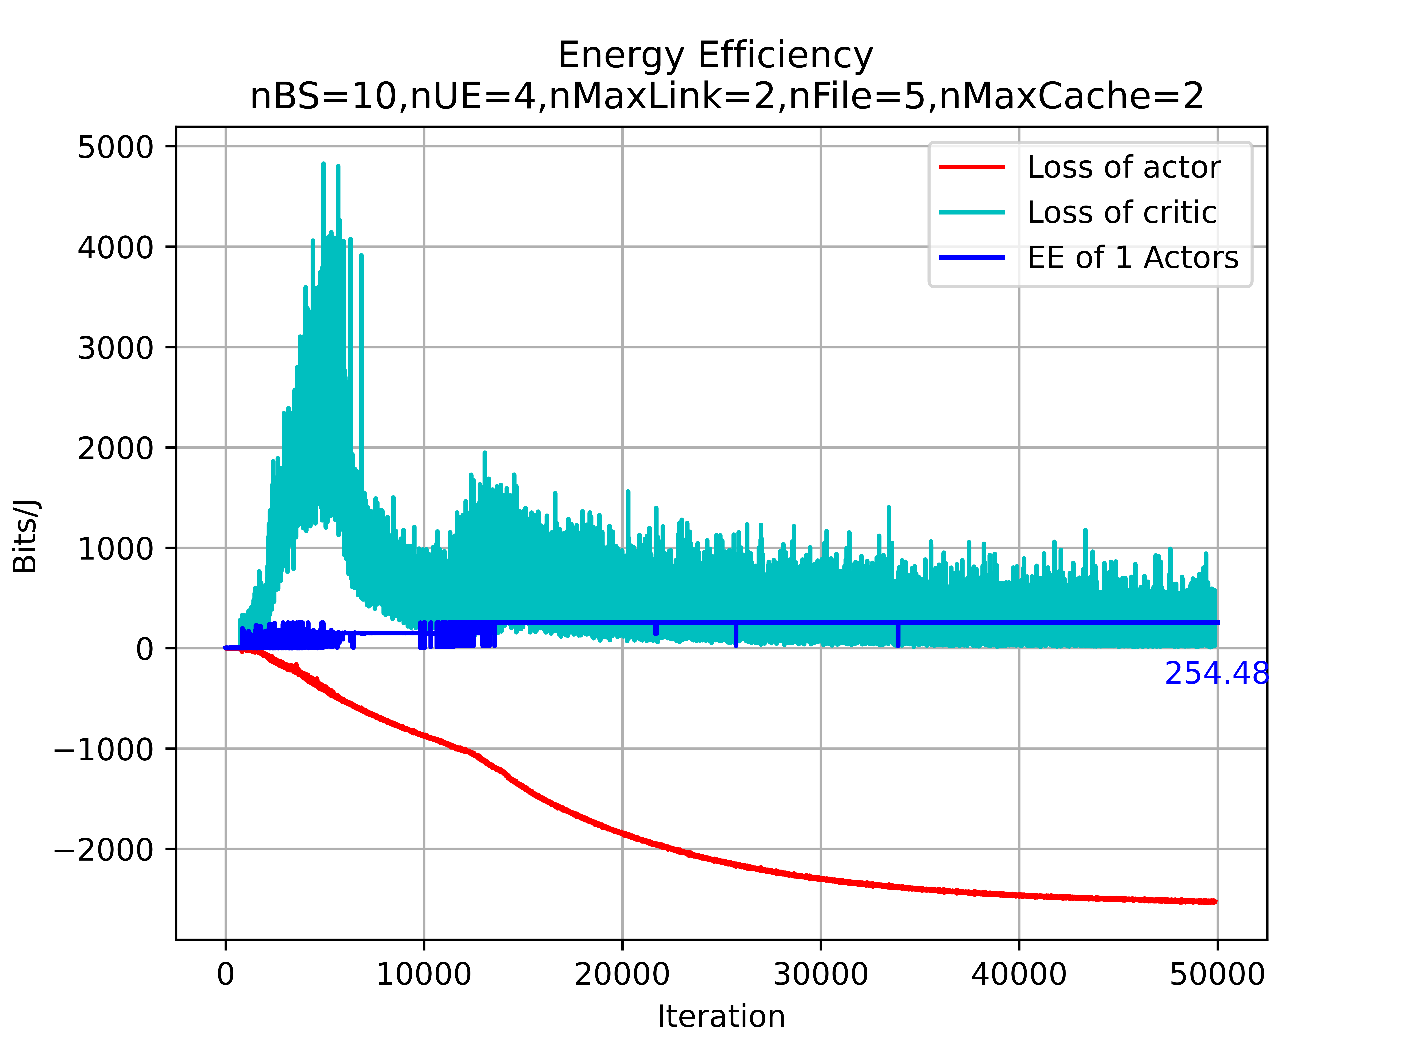 Energy Efficiency
nBS=10,nUE=4,nMaxLink=2,nFile=5,nMaxCache=2
Loss of actor
Loss of critic
EE of 1 Actors
5000
4000
3000
2000
1000
0
−1000
−2000
Bits/J
254.48
0
10000
20000
30000
40000
50000
Iteration